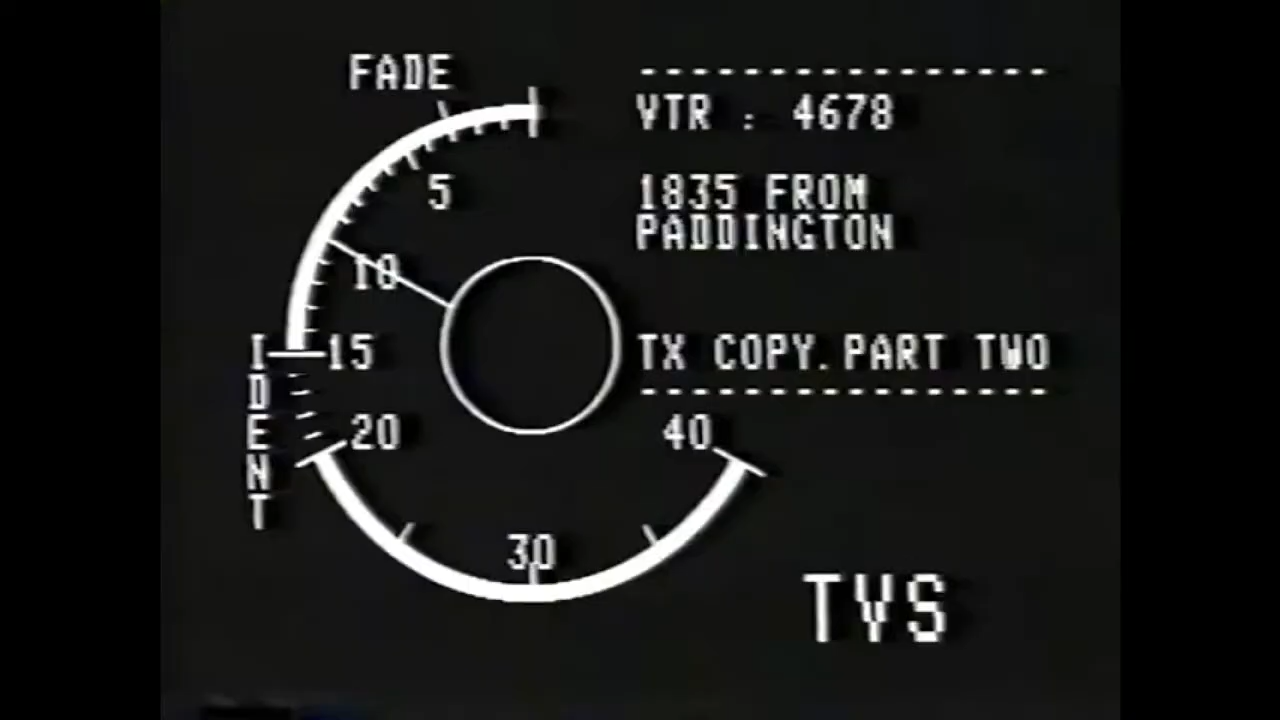 FADE
VTR : 4678
5
1835 FROM
PADDINGTON
10
IDENT
15
TX COPY. PART TWO
20
40
30
TVS